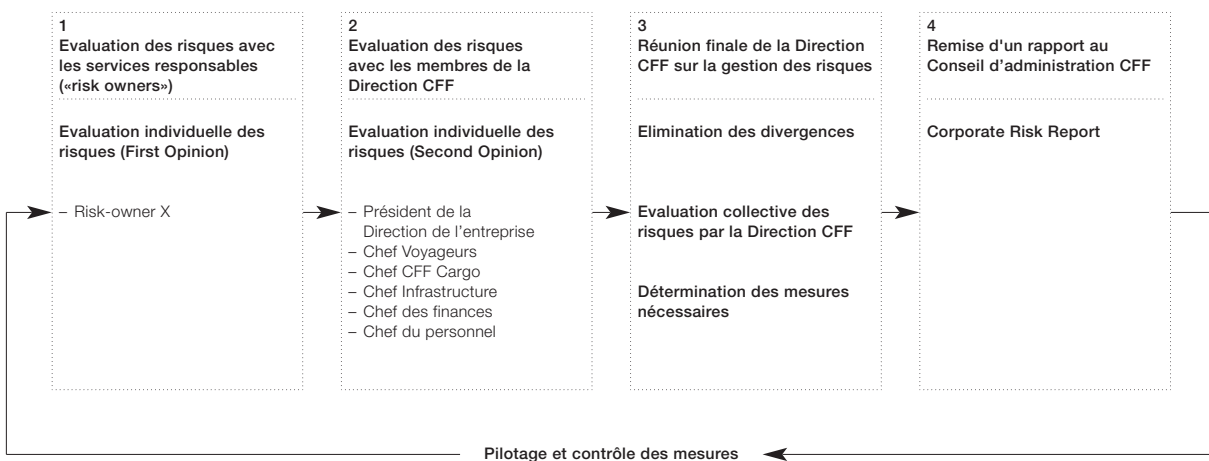 1
Evaluation des risques avec
les services responsables
(«risk owners»)
Evaluation individuelle des
risques (First Opinion)
– Risk-owner X
2
Evaluation des risques
avec les membres de la
Direction CFF
Evaluation individuelle des
risques (Second Opinion)
– Président de la
Direction de l'entreprise
– Chef Voyageurs
– Chef CFF Cargo
– Chef Infrastructure
– Chef des finances
– Chef du personnel
3
Réunion finale de la Direction
CFF sur la gestion des risques
Elimination des divergences
Evaluation collective des
risques par la Direction CFF
Détermination des mesures
nécessaires
4
Remise d'un rapport au
Conseil d'administration CFF
Corporate Risk Report
Pilotage et contrôle des mesures